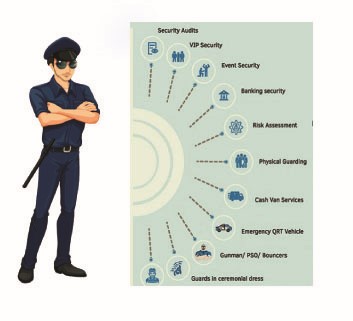 Security Audits
VIP Security
Event Security
Banking security
Risk Assessment
Physical Guarding
Cash Van Services
Emergency QRT Vehicle
Gunman/ PSO/ Bouncers
Guards in ceremonial dress